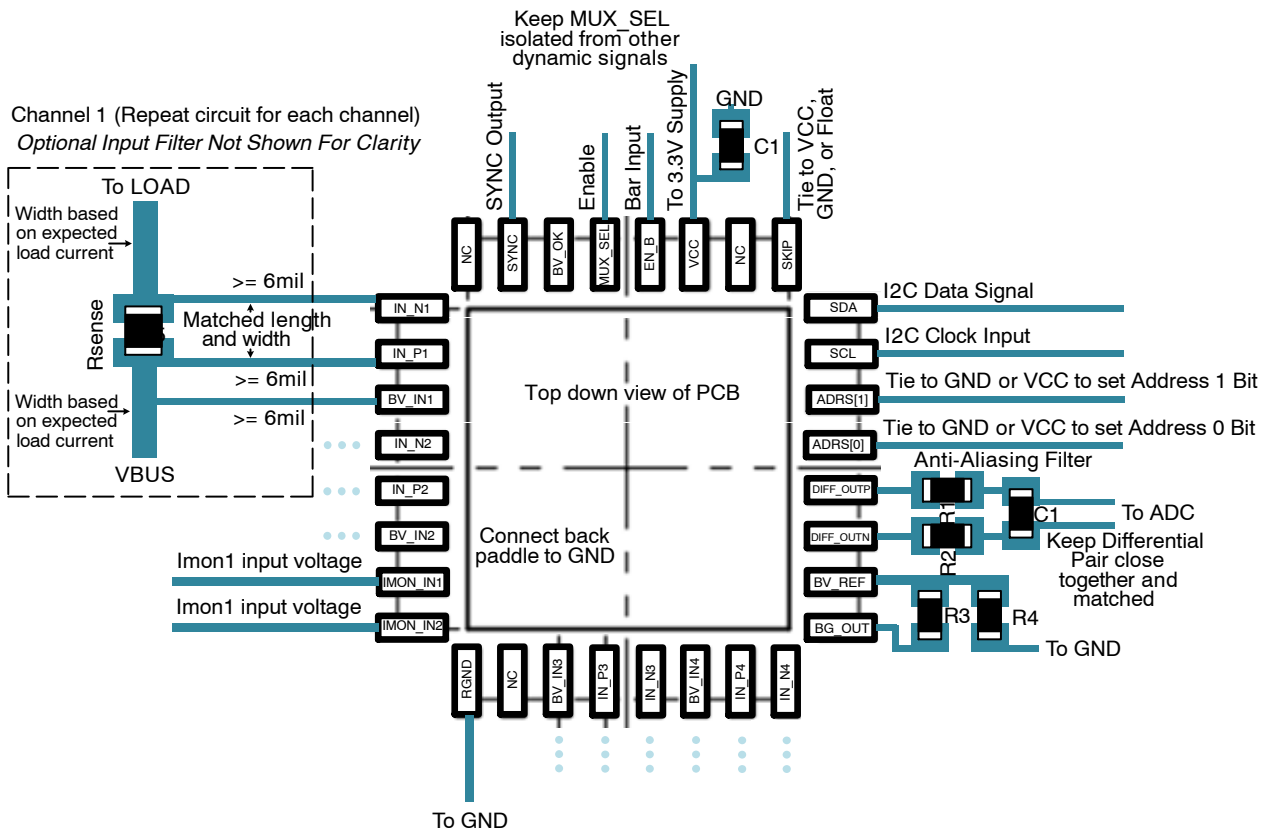 Keep MUX_SEL
isolated from other
dynamic signals
Channel 1 (Repeat circuit for each channel)
Optional Input Filter Not Shown For Clarity
To LOAD
Width based
on expected
load current
>= 6mil
Matched length
and width
Rsense
>= 6mil
>= 6mil
Width based
on expected
load current
VBUS
SYNC Output
Enable
Bar Input
To 3.3V Supply
GND
C1
Tie to VCC,
GND, or Float
NC
SYNC
BV_OK
MUX_SEL
EN_B
VCC
NC
SKIP
IN_N1
IN_P1
BV_IN1
IN_N2
IN_P2
BV_IN2
IMON_IN1
IMON_IN2
Imon1 input voltage
Imon1 input voltage
Top down view of PCB
Connect back
paddle to GND
SDA
SCL
ADRS[1]
ADRS[0]
DIFF_OUTP
DIFF_OUTN
BV_REF
BG_OUT
I2C Data Signal
I2C Clock Input
Tie to GND or VCC to set Address 1 Bit
Tie to GND or VCC to set Address 0 Bit
Anti-Aliasing Filter
R1
C1
To ADC
R2
Keep Differential
Pair close
together and
matched
R3
R4
To GND
RGND
NC
BV_IN3
IN_P3
IN_N3
BV_IN4
IN_P4
IN_N4
To GND